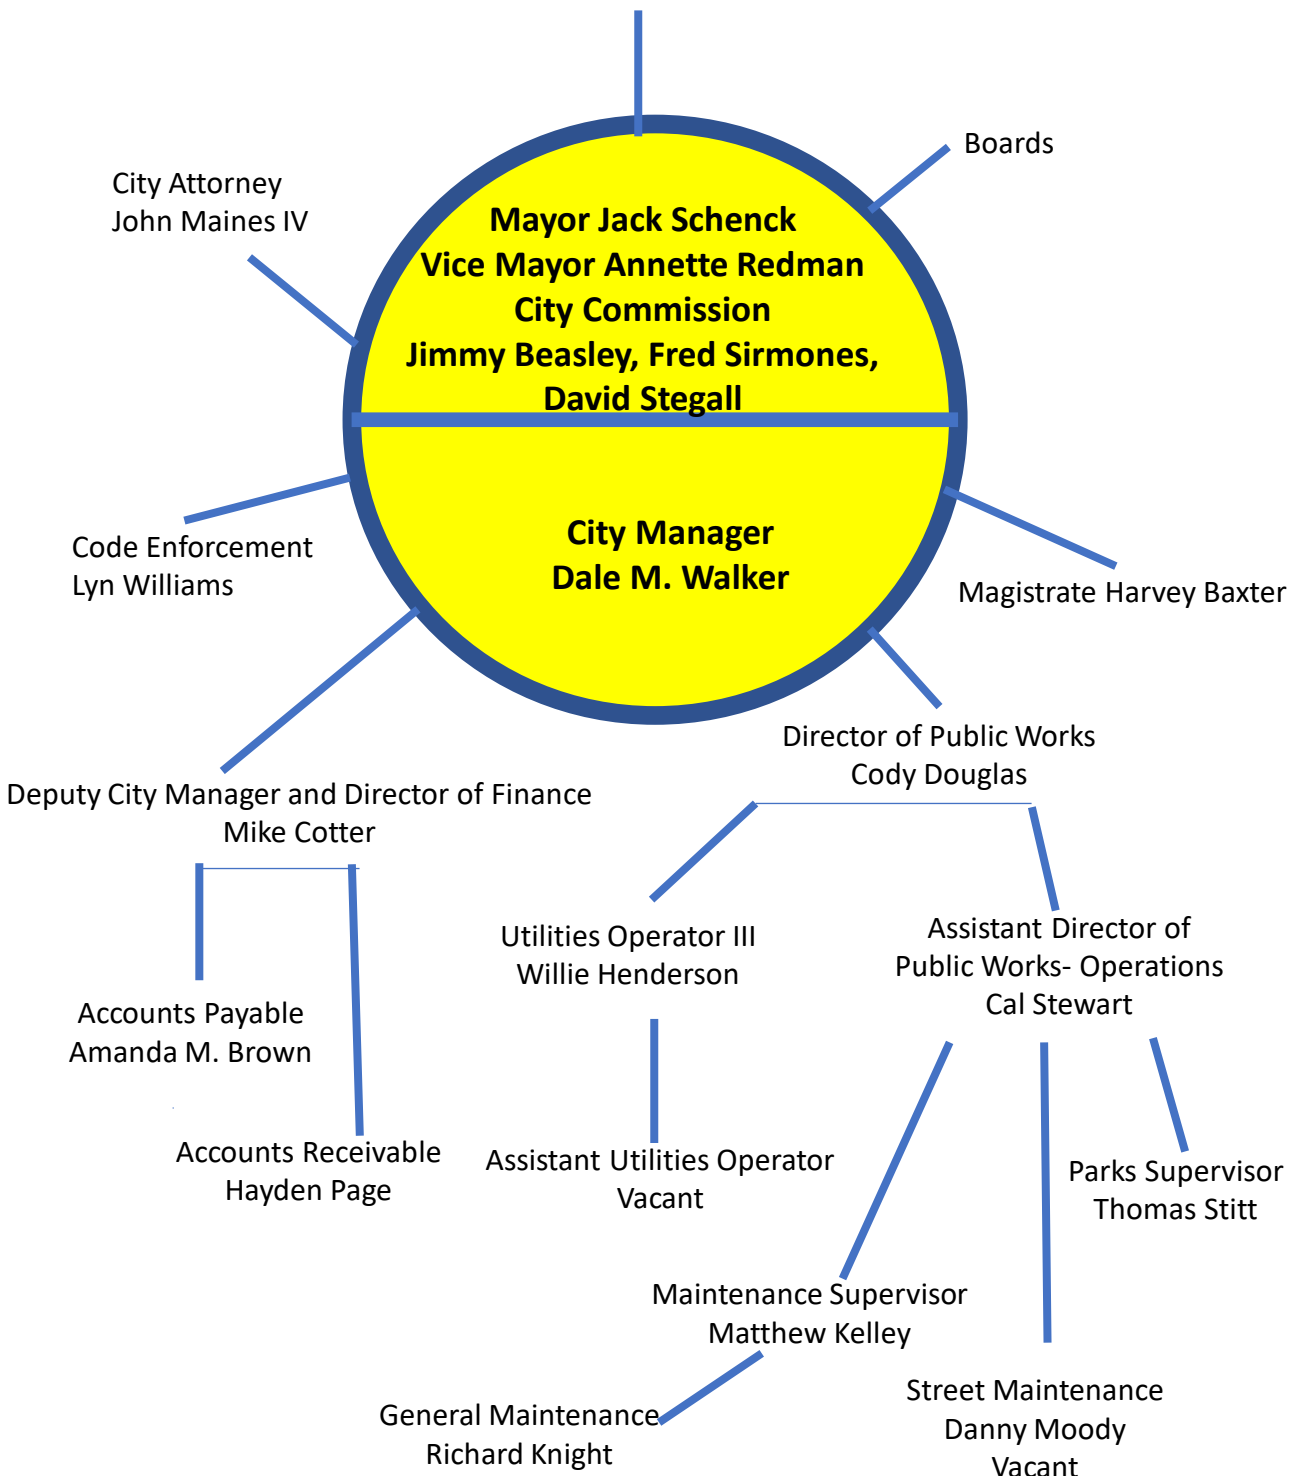 Boards
City Attorney
John Maines IV
Mayor Jack Schenck
Vice Mayor Annette Redman
City Commission
Jimmy Beasley, Fred Sirmones,
David Stegall
City Manager
Dale M. Walker
Code Enforcement
Lyn Williams
Magistrate Harvey Baxter
Director of Public Works
Cody Douglas
Deputy City Manager and Director of Finance
Mike Cotter
Utilities Operator III
Willie Henderson
Assistant Director of
Public Works- Operations
Cal Stewart
Accounts Payable
Amanda M. Brown
Accounts Receivable
Hayden Page
Assistant Utilities Operator
Vacant
Parks Supervisor
Thomas Stitt
Maintenance Supervisor
Matthew Kelley
Street Maintenance
Danny Moody
Vacant
General Maintenance
Richard Knight